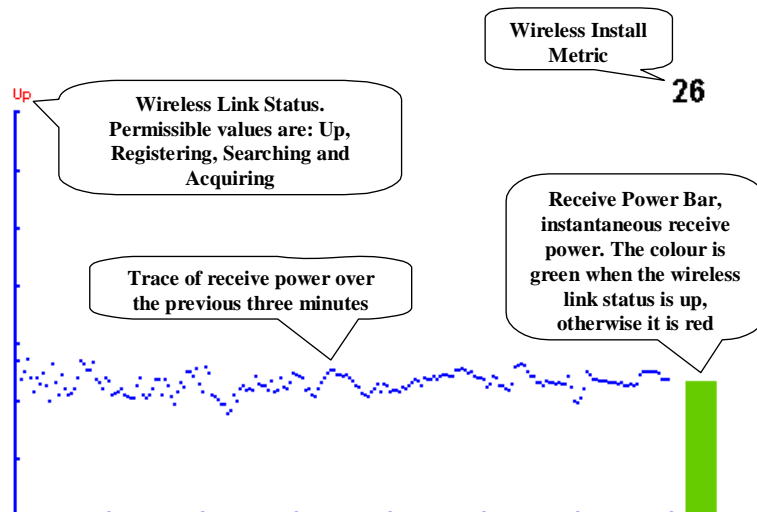 Wireless Install
Metric
26
Up
Wireless Link Status.
Permissible values are: Up,
Registering, Searching and
Acquiring
Receive Power Bar,
instantaneous receive
power. The colour is
green when the wireless
link status is up,
otherwise it is red
Trace of receive power over
the previous three minutes